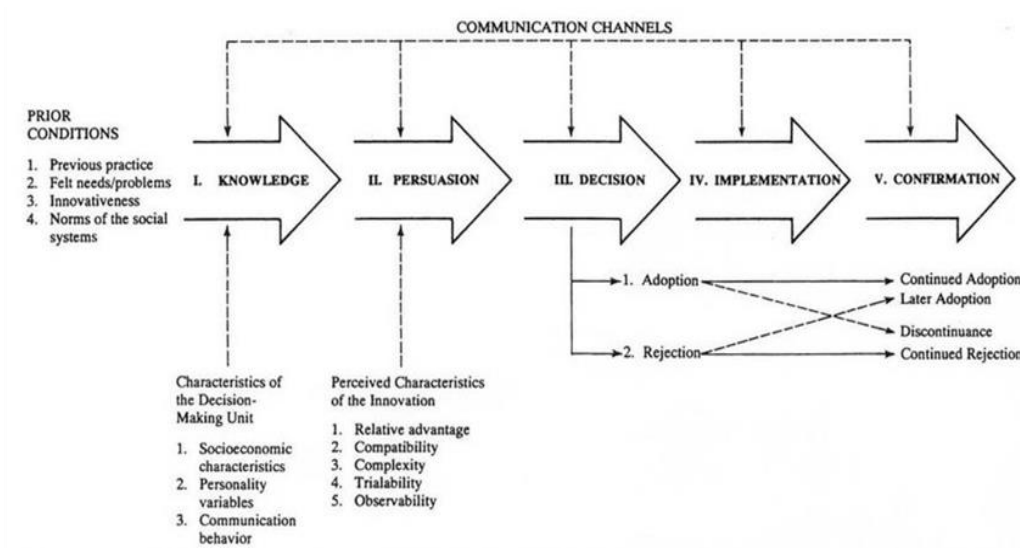 COMMUNICATION CHANNELS
PRIOR
CONDITIONS
1. Previous practice
2. Felt needs/problems
3. Innovativeness
4. Norms of the social
systems
I. KNOWLEDGE
II. PERSUASION
III. DECISION
IV. IMPLEMENTATION
V. CONFIRMATION
1. Adoption
2. Rejection
Continued Adoption
Later Adoption
Discontinuance
Continued Rejection
Characteristics of
the Decision-
Making Unit
1. Socioeconomic
characteristics
2. Personality
variables
3. Communication
behavior
Perceived Characteristics
of the Innovation
1. Relative advantage
2. Compatibility
3. Complexity
4. Trialability
5. Observability